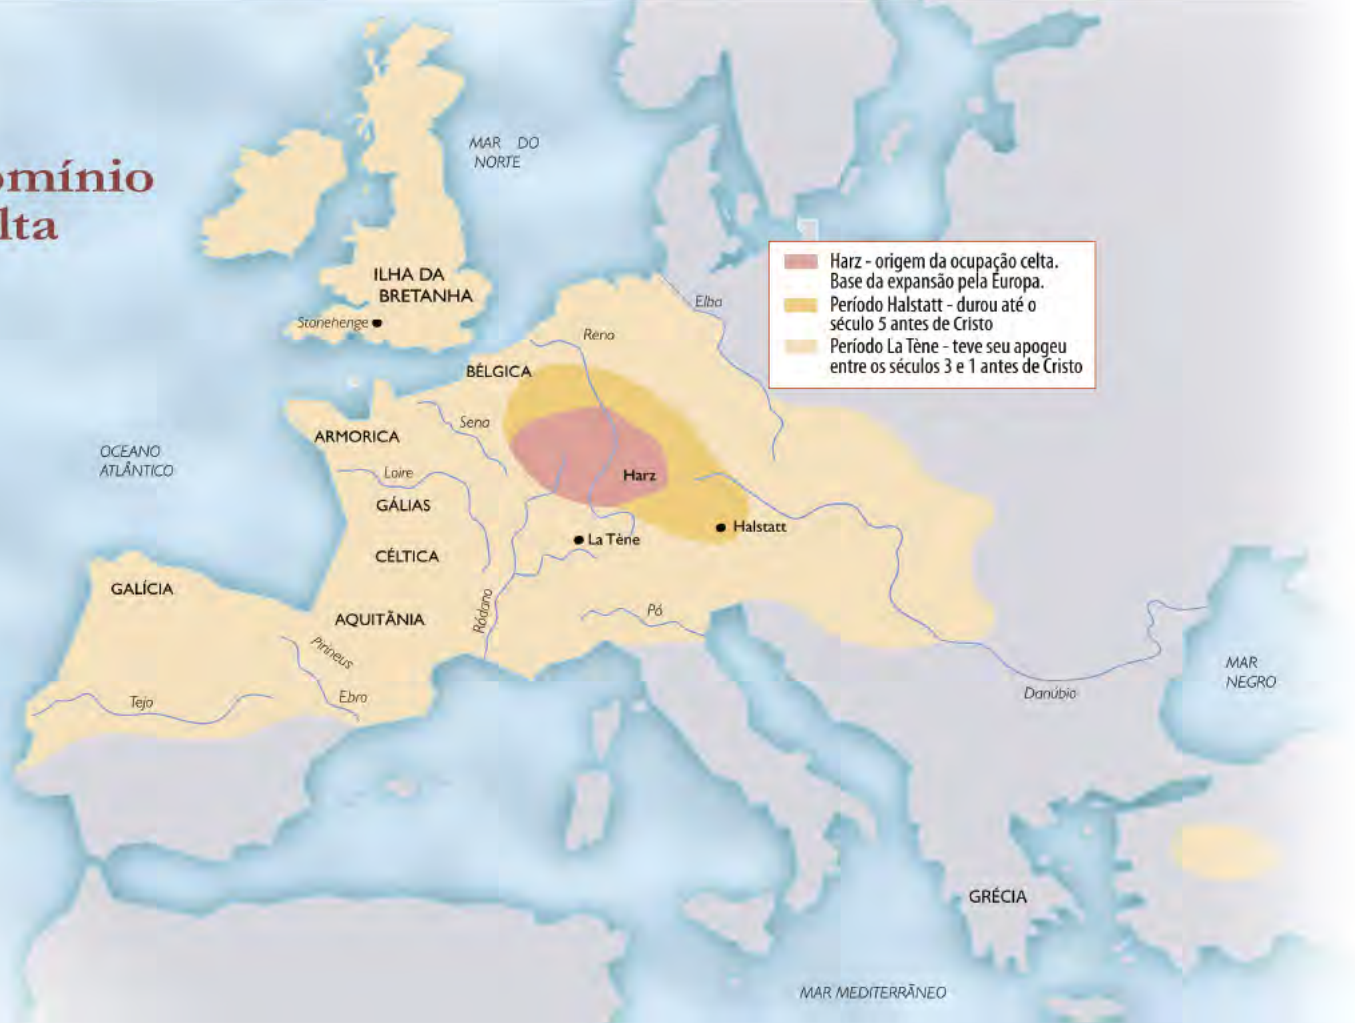 omínio
lta
MAR DO
NORTE
ILHA DA
BRETANHA
Stonehenge
Harz - origem da ocupação celta.
Base da expansão pela Europa.
Período Halstatt - durou até o
século 5 antes de Cristo
Período La Tène - teve seu apogeu
entre os séculos 3 e 1 antes de Cristo
Elba
Reno
BÉLGICA
Sena
ARMORICA
OCEANO
ATLÂNTICO
Loire
Harz
GÁLIAS
Halstatt
La Tène
CÉLTICA
GALÍCIA
Ródano
Pó
AQUITÂNIA
Pirineus
MAR
NEGRO
Danúbio
Tejo
Ebro
GRÉCIA
MAR MEDITERRÂNEO